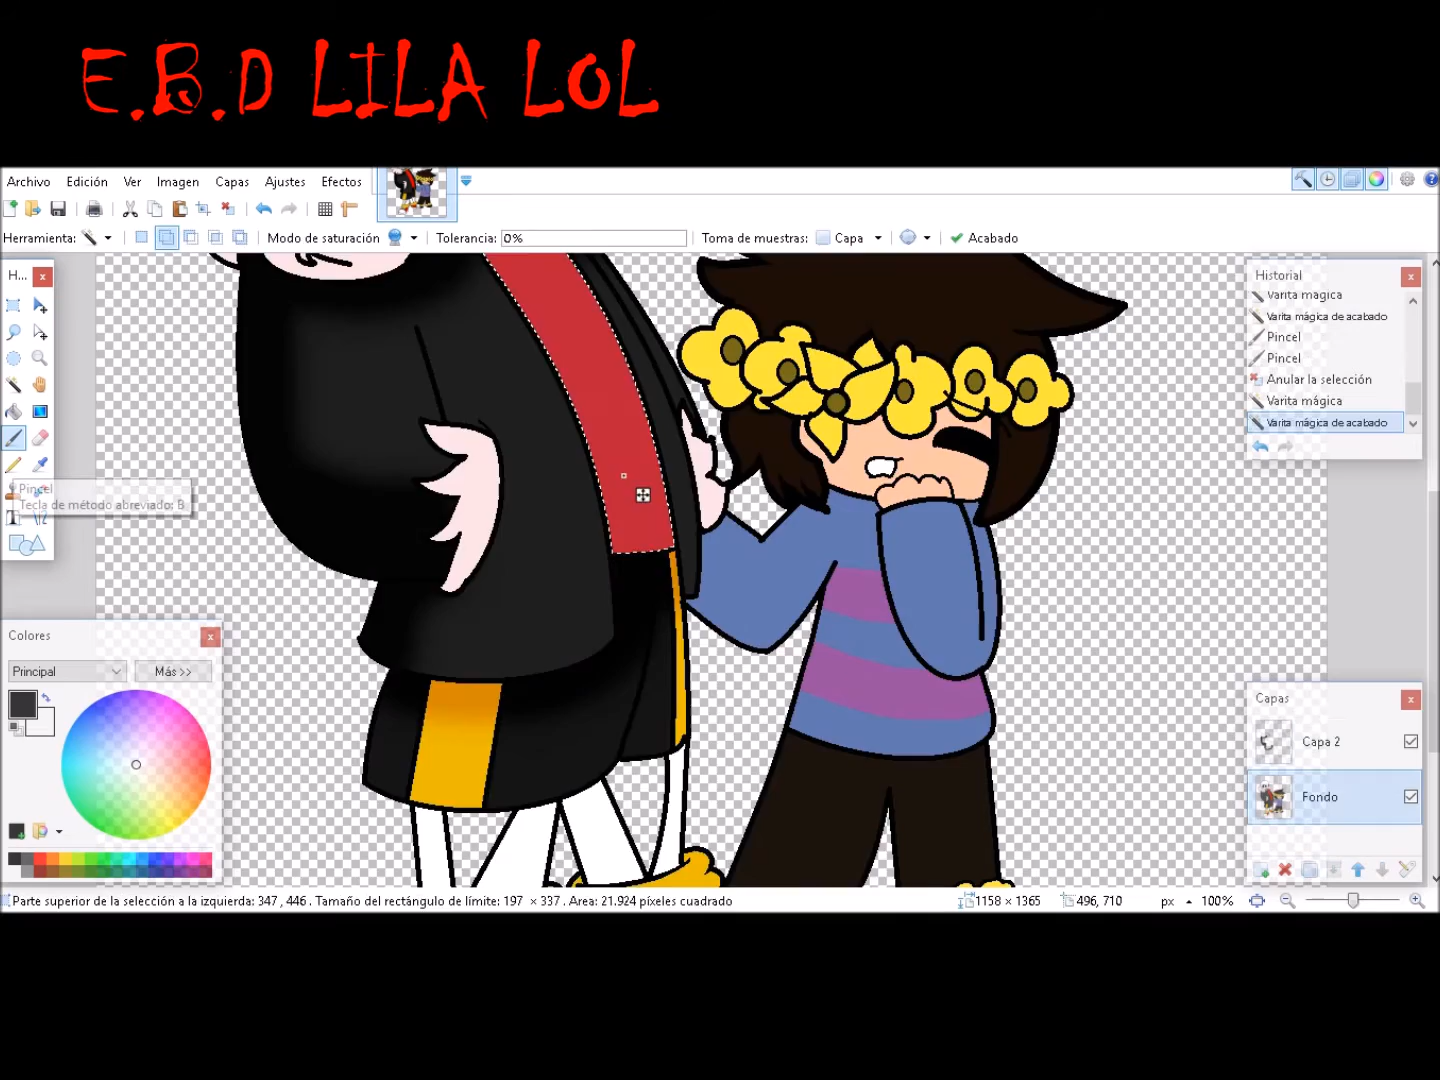 E.B.D LILA LOL
Archivo Edición Ver Imagen Capas Ajustes Efectos
Herramienta: Modo de saturación Tolerancia: 0% Toma de muestras: Capa Acabado
H...
Historial
Varita mágica
Varita mágica de acabado
Pincel
Pincel
Anular la selección
Varita mágica
Varita mágica de acabado
Pincel
Tecla de método abreviado: B
Colores
Principal Más >>
Capas
Capa 2
Fondo
Parte superior de la selección a la izquierda: 347, 446. Tamaño del rectángulo de límite: 197 × 337. Area: 21.924 píxeles cuadrado 1158 × 1365 496, 710 px 100%